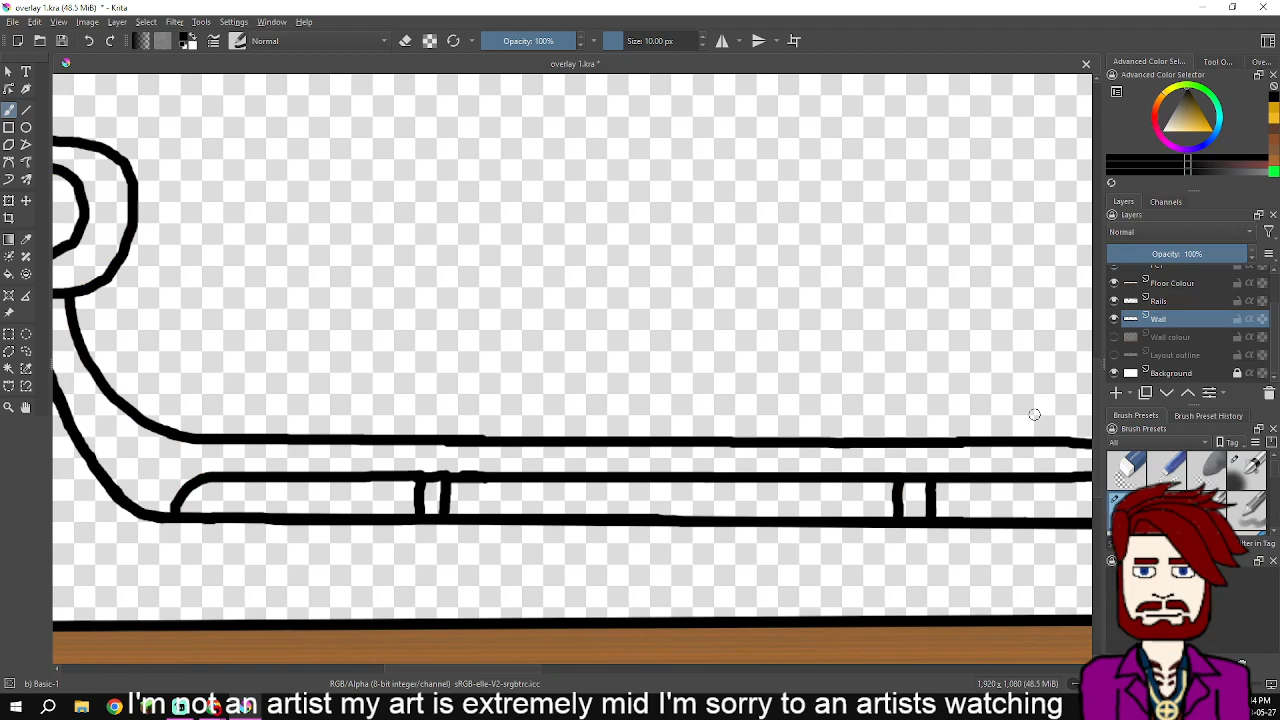 overlay 1.kra (48.5 MiB) * - Krita
File Edit View Image Layer Select Filter Tools Settings Window Help
Normal Opacity: 100% Size: 10.00 px
overlay 1.kra *
Advanced Color Sel... Tool O... Ove...
Advanced Color Selector
Layers Channels
Layers
Normal
Opacity: 100%
Floor Colour
Rails
Wall
Wall colour
Layout outline
Background
Brush Presets Brush Preset History
Brush Presets
All Tag
ilter in Tag
b) Basic-1 RGB/Alpha (8-bit integer/channel) sRGB-elle-V2-srgbtrc.icc 1,920 x 1,080 (48.5 MiB)
I'm not an artist my art is extremely mid I'm sorry to an artists watching